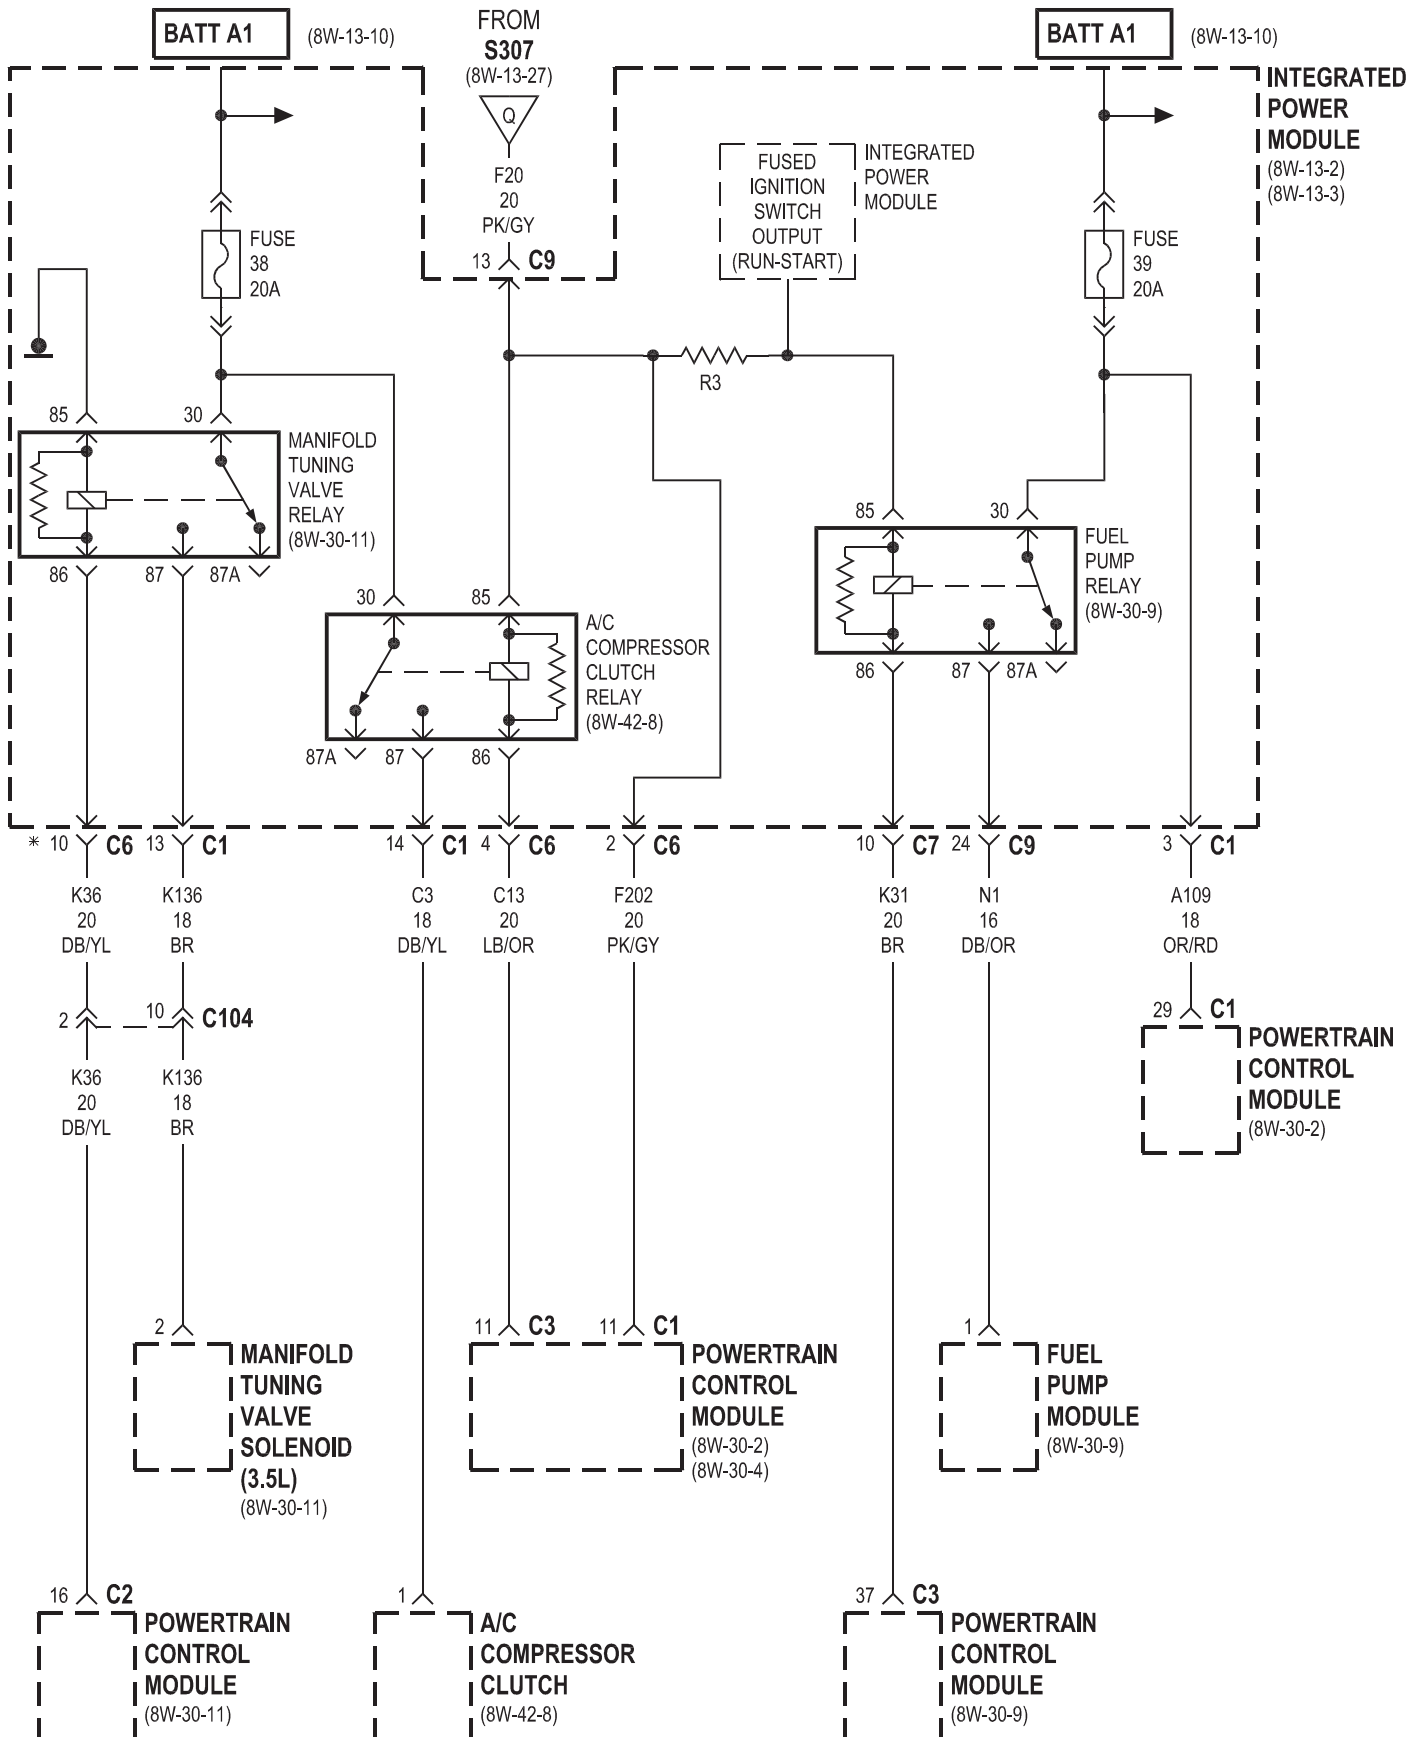 BATT A1
(8W-13-10)
FROM
S307
(8W-13-27)
Q
F20
20
PK/GY
13
C9
BATT A1
(8W-13-10)
INTEGRATED
POWER
MODULE
(8W-13-2)
(8W-13-3)
FUSED
IGNITION
SWITCH
OUTPUT
(RUN-START)
INTEGRATED
POWER
MODULE
FUSE
38
20A
FUSE
39
20A
R3
85
30
MANIFOLD
TUNING
VALVE
RELAY
(8W-30-11)
86
87
87A
30
85
A/C
COMPRESSOR
CLUTCH
RELAY
(8W-42-8)
87A
87
86
85
30
FUEL
PUMP
RELAY
(8W-30-9)
86
87
87A
* 10 C6
13 C1
14 C1
4 C6
2 C6
10 C7
24 C9
3 C1
K36
20
DB/YL
K136
18
BR
C3
18
DB/YL
C13
20
LB/OR
F202
20
PK/GY
K31
20
BR
N1
16
DB/OR
A109
18
OR/RD
2
10
C104
K36
20
DB/YL
K136
18
BR
29 C1
POWERTRAIN
CONTROL
MODULE
(8W-30-2)
2
MANIFOLD
TUNING
VALVE
SOLENOID
(3.5L)
(8W-30-11)
11 C3
11 C1
POWERTRAIN
CONTROL
MODULE
(8W-30-2)
(8W-30-4)
1
FUEL
PUMP
MODULE
(8W-30-9)
16 C2
POWERTRAIN
CONTROL
MODULE
(8W-30-11)
1
A/C
COMPRESSOR
CLUTCH
(8W-42-8)
37 C3
POWERTRAIN
CONTROL
MODULE
(8W-30-9)